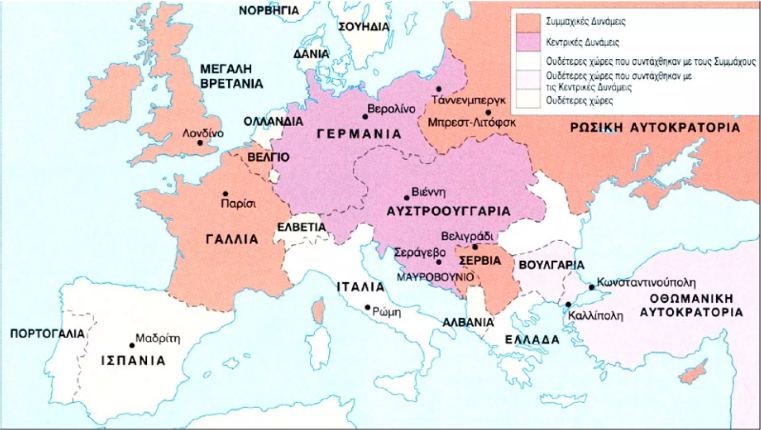 ΝΟΡΒΗΓΙΑ
ΣΟΥΗΔΙΑ
Συμμαχικές Δυνάμεις
Κεντρικές Δυνάμεις
Ουδέτερες χώρες που συντάχθηκαν με τους Συμμάχους
Ουδέτερες χώρες που συντάχθηκαν με
τις Κεντρικές Δυνάμεις
Ουδέτερες χώρες
ΔΑΝΙΑ
ΜΕΓΑΛΗ
ΒΡΕΤΑΝΙΑ
Τάννενμπεργκ
Βερολίνο
ΟΛΛΑΝΔΙΑ
Μπρεστ-Λιτόφσκ
ΡΩΣΙΚΗ ΑΥΤΟΚΡΑΤΟΡΙΑ
Λονδίνο
ΓΕΡΜΑΝΙΑ
ΒΕΛΓΙΟ
Βιέννη
Παρίσι
ΑΥΣΤΡΟΟΥΓΓΑΡΙΑ
ΕΛΒΕΤΙΑ
ΓΑΛΛΙΑ
Βελιγράδι
Σεράγεβο
ΣΕΡΒΙΑ
ΒΟΥΛΓΑΡΙΑ
ΜΑΥΡΟΒΟΥΝΙΟ
Κωνσταντινούπολη
ΙΤΑΛΙΑ
ΟΘΩΜΑΝΙΚΗ
ΑΥΤΟΚΡΑΤΟΡΙΑ
Ρώμη
Καλλίπολη
ΑΛΒΑΝΙΑ
ΠΟΡΤΟΓΑΛΙΑ
Μαδρίτη
ΕΛΛΑΔΑ
ΙΣΠΑΝΙΑ